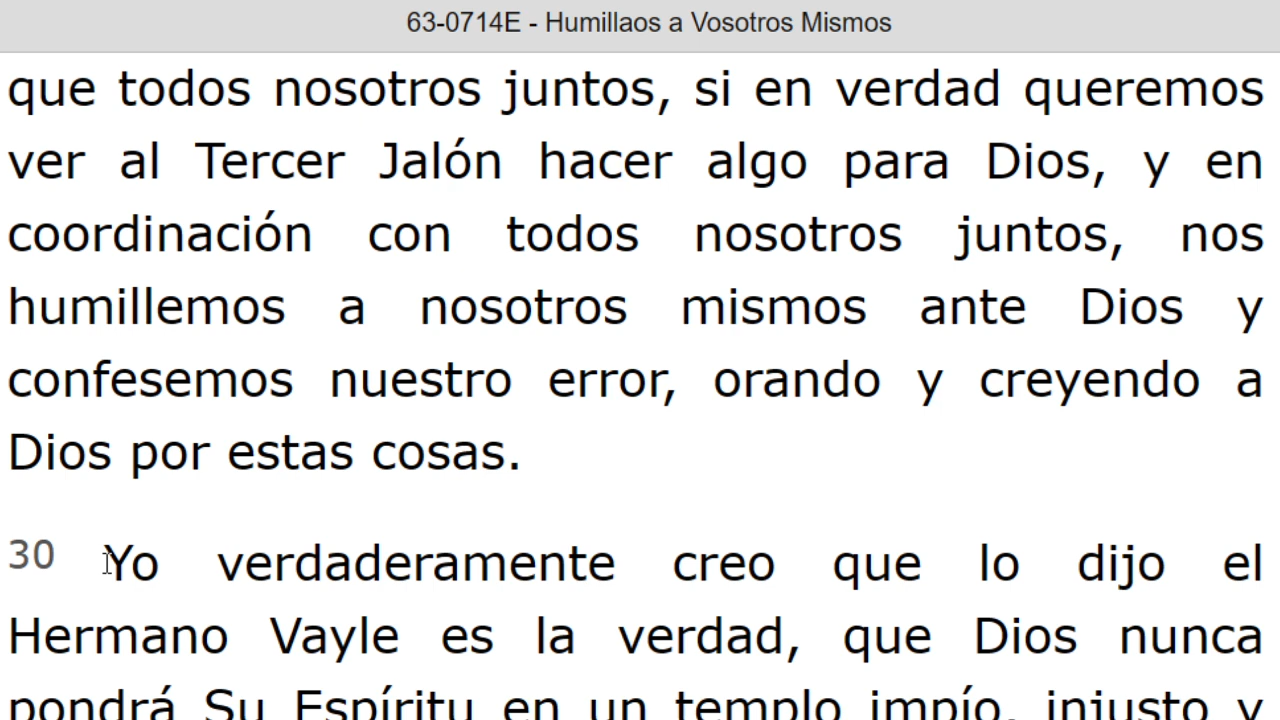 63-0714E - Humillaos a Vosotros Mismos
que todos nosotros juntos, si en verdad queremos
ver al Tercer Jalón hacer algo para Dios, y en
coordinación con todos nosotros juntos, nos
humillemos a nosotros mismos ante Dios y
confesemos nuestro error, orando y creyendo a
Dios por estas cosas.
30 Yo verdaderamente creo que lo dijo el
Hermano Vayle es la verdad, que Dios nunca
pondrá Su Espíritu en un templo impío, injusto y